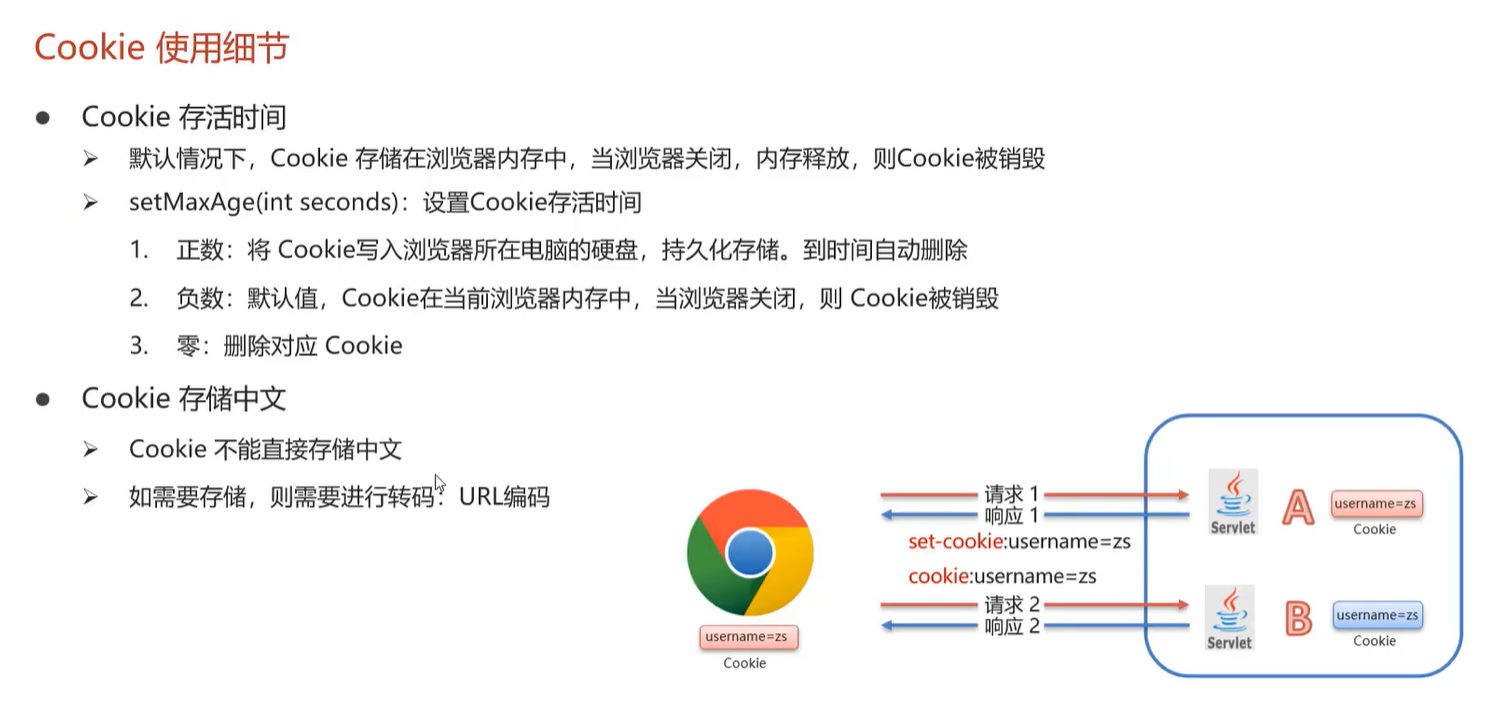 Cookie 使用细节
● Cookie 存活时间
➢ 默认情况下，Cookie 存储在浏览器内存中，当浏览器关闭，内存释放，则Cookie被销毁
➢ setMaxAge(int seconds)：设置Cookie存活时间
1. 正数：将 Cookie写入浏览器所在电脑的硬盘，持久化存储。到时间自动删除
2. 负数：默认值，Cookie在当前浏览器内存中，当浏览器关闭，则 Cookie被销毁
3. 零：删除对应 Cookie
● Cookie 存储中文
➢ Cookie 不能直接存储中文
➢ 如需要存储，则需要进行转码：URL编码
请求 1
响应 1
set-cookie:username=zs
cookie:username=zs
请求 2
响应 2
username=zs
Cookie
Servlet
A
username=zs
Cookie
Servlet
B
username=zs
Cookie